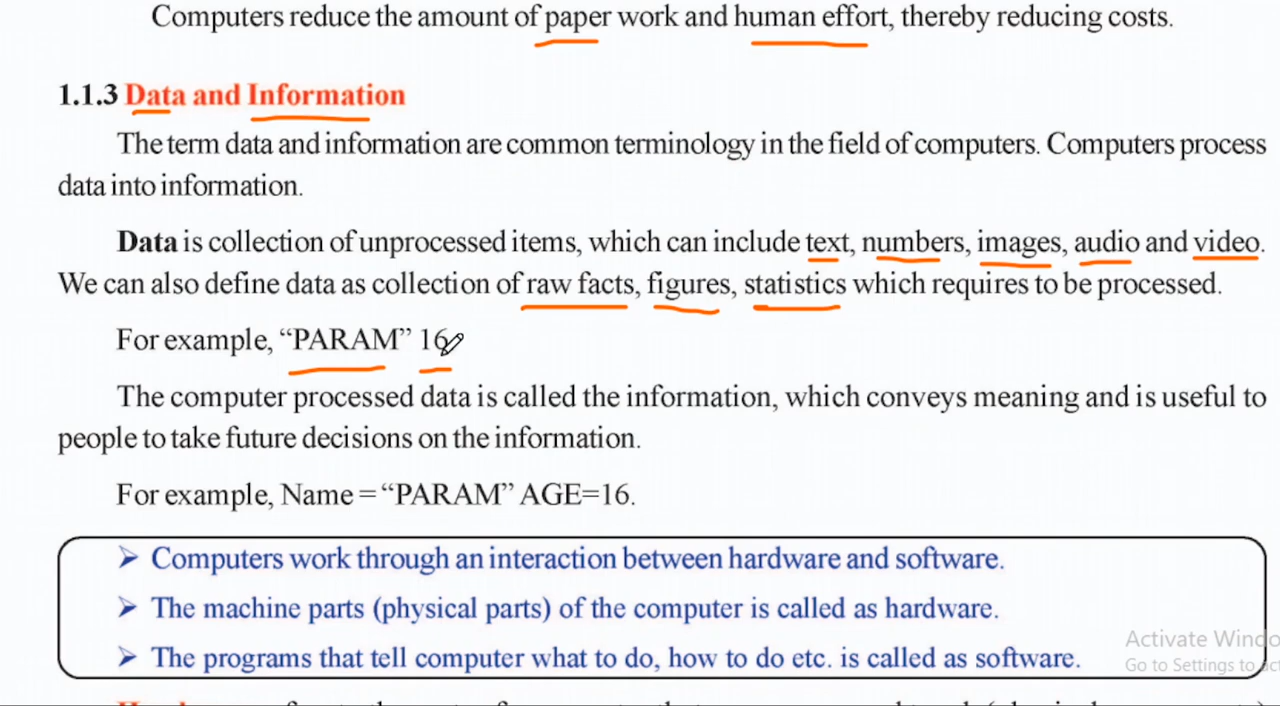 Computers reduce the amount of paper work and human effort, thereby reducing costs.
1.1.3 Data and Information
The term data and information are common terminology in the field of computers. Computers process
data into information.
Data is collection of unprocessed items, which can include text, numbers, images, audio and video.
We can also define data as collection of raw facts, figures, statistics which requires to be processed.
For example, “PARAM” 16
The computer processed data is called the information, which conveys meaning and is useful to
people to take future decisions on the information.
For example, Name = “PARAM” AGE=16.
➤ Computers work through an interaction between hardware and software.
➤ The machine parts (physical parts) of the computer is called as hardware.
➤ The programs that tell computer what to do, how to do etc. is called as software.
Activate Windo
Go to Settings to act